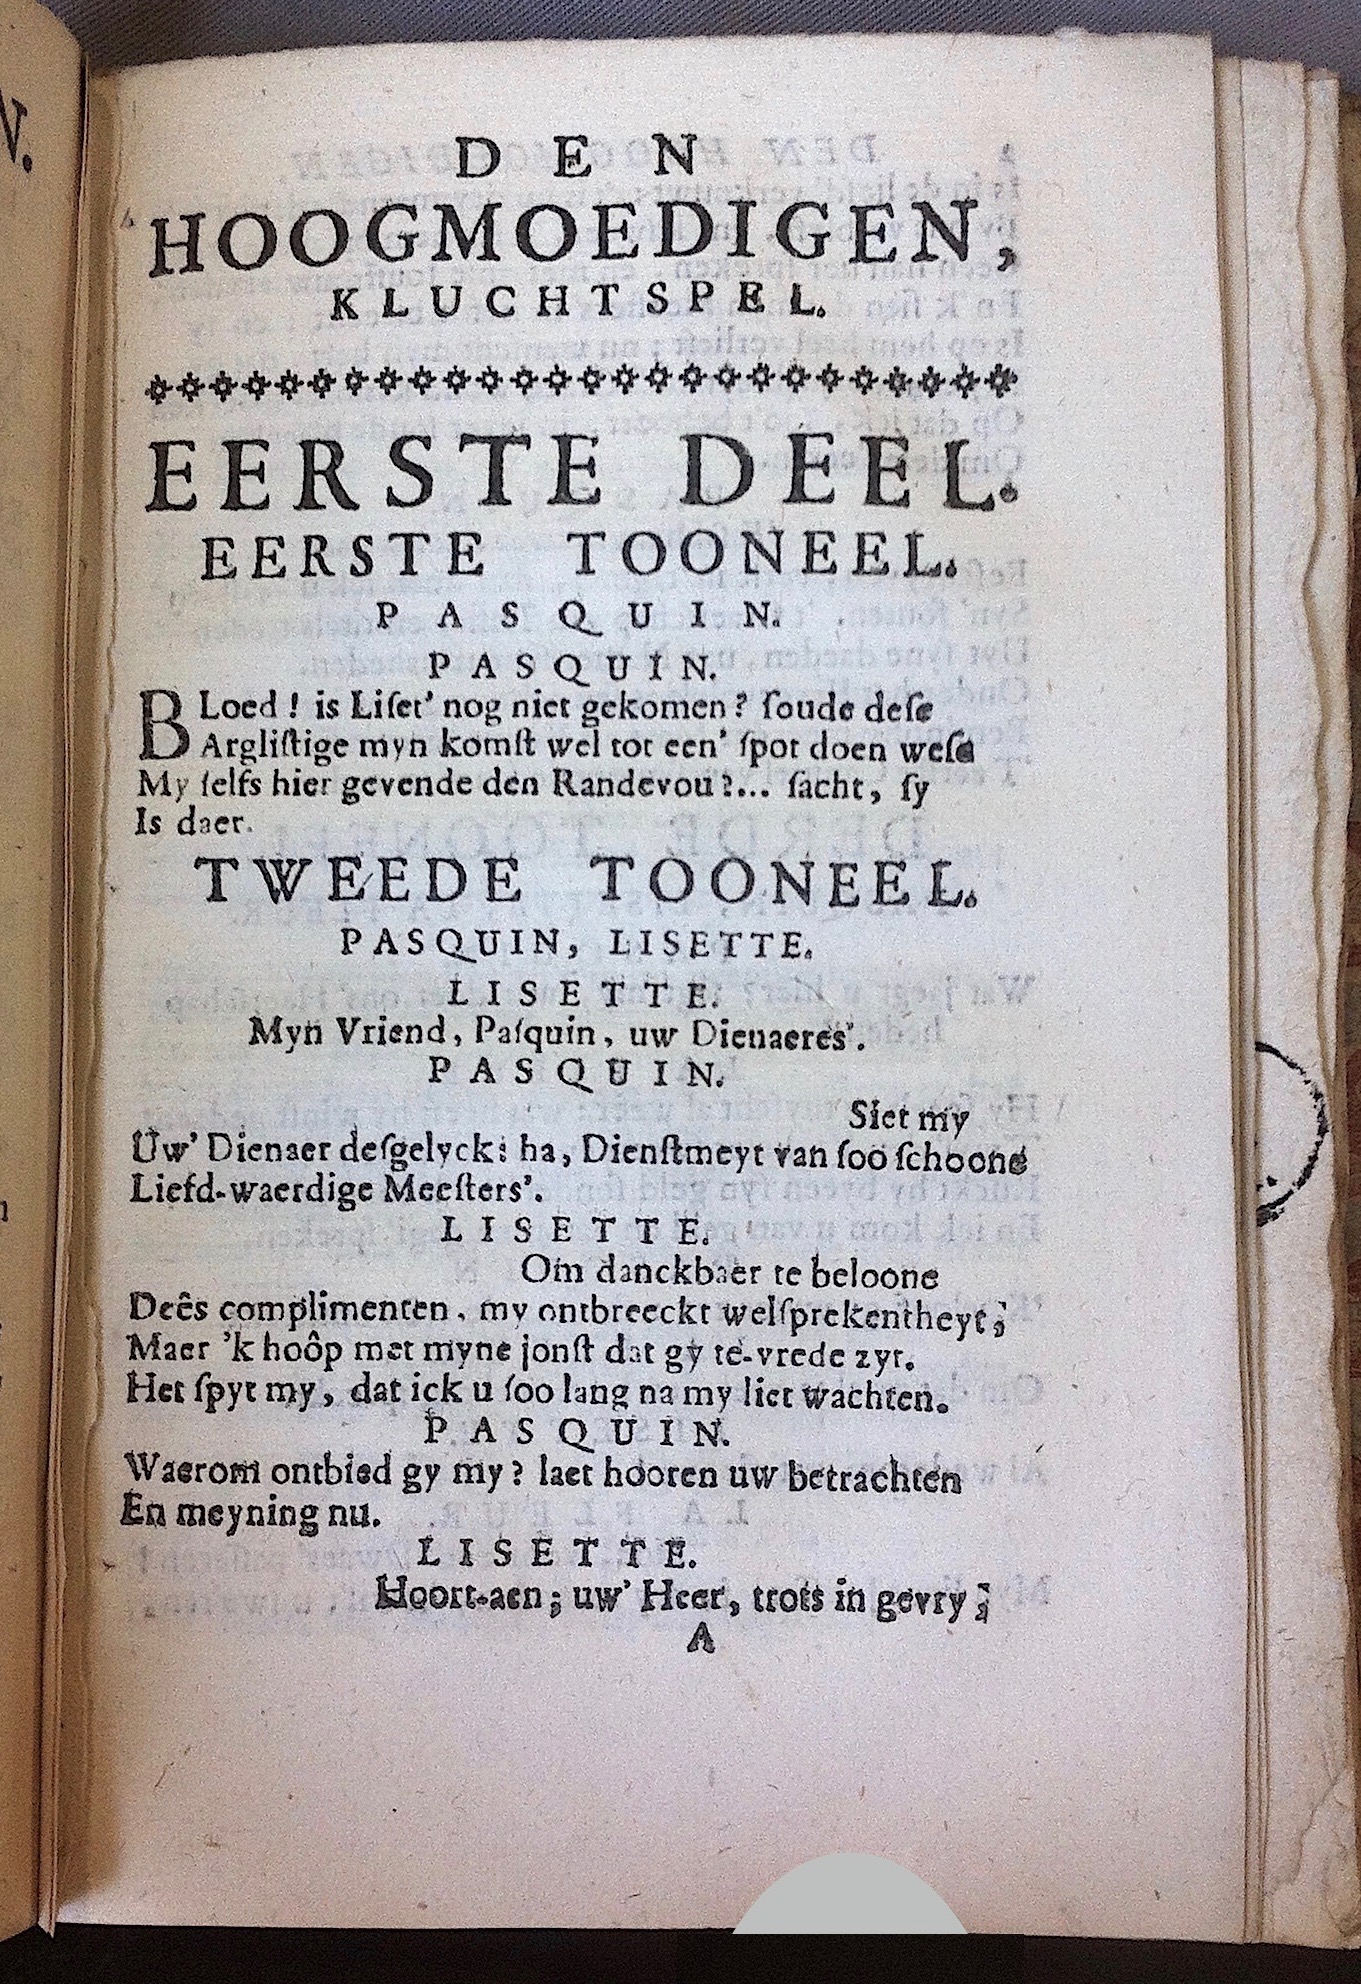 DEN
HOOGMOEDIGEN,
KLUCHTSPEL.
EERSTE DEEL.
EERSTE TOONEEL.
PASQUIN.
PASQUIN.
BLoed ! is Liſet' nog niet gekomen ? ſoude deſe
Argliſtige myn komſt wel tot een' ſpot doen weſe
My ſelfs hier gevende den Randevou ?... ſacht, ſy
Is daer.
TWEEDE TOONEEL.
PASQUIN, LISETTE.
LISETTE.
Myn Vriend, Paſquin, uw Dienaeres'.
PASQUIN.
Siet my
Uw' Dienaer deſgelyck: ha, Dienſtmeyt van ſoo ſchoone
Liefd-waerdige Meeſters'.
LISETTE.
Om danckbaer te beloone
Deês complimenten, my ontbreeckt welſprekentheyt;
Maer 'k hoôp met myne jonſt dat gy te-vrede zyt.
Het ſpyt my, dat ick u ſoo lang na my liet wachten.
PASQUIN.
Waerom ontbied gy my ? laet hooren uw betrachten
En meyning nu.
LISETTE.
Hoort-aen ; uw' Heer, trots in gevry ;
A